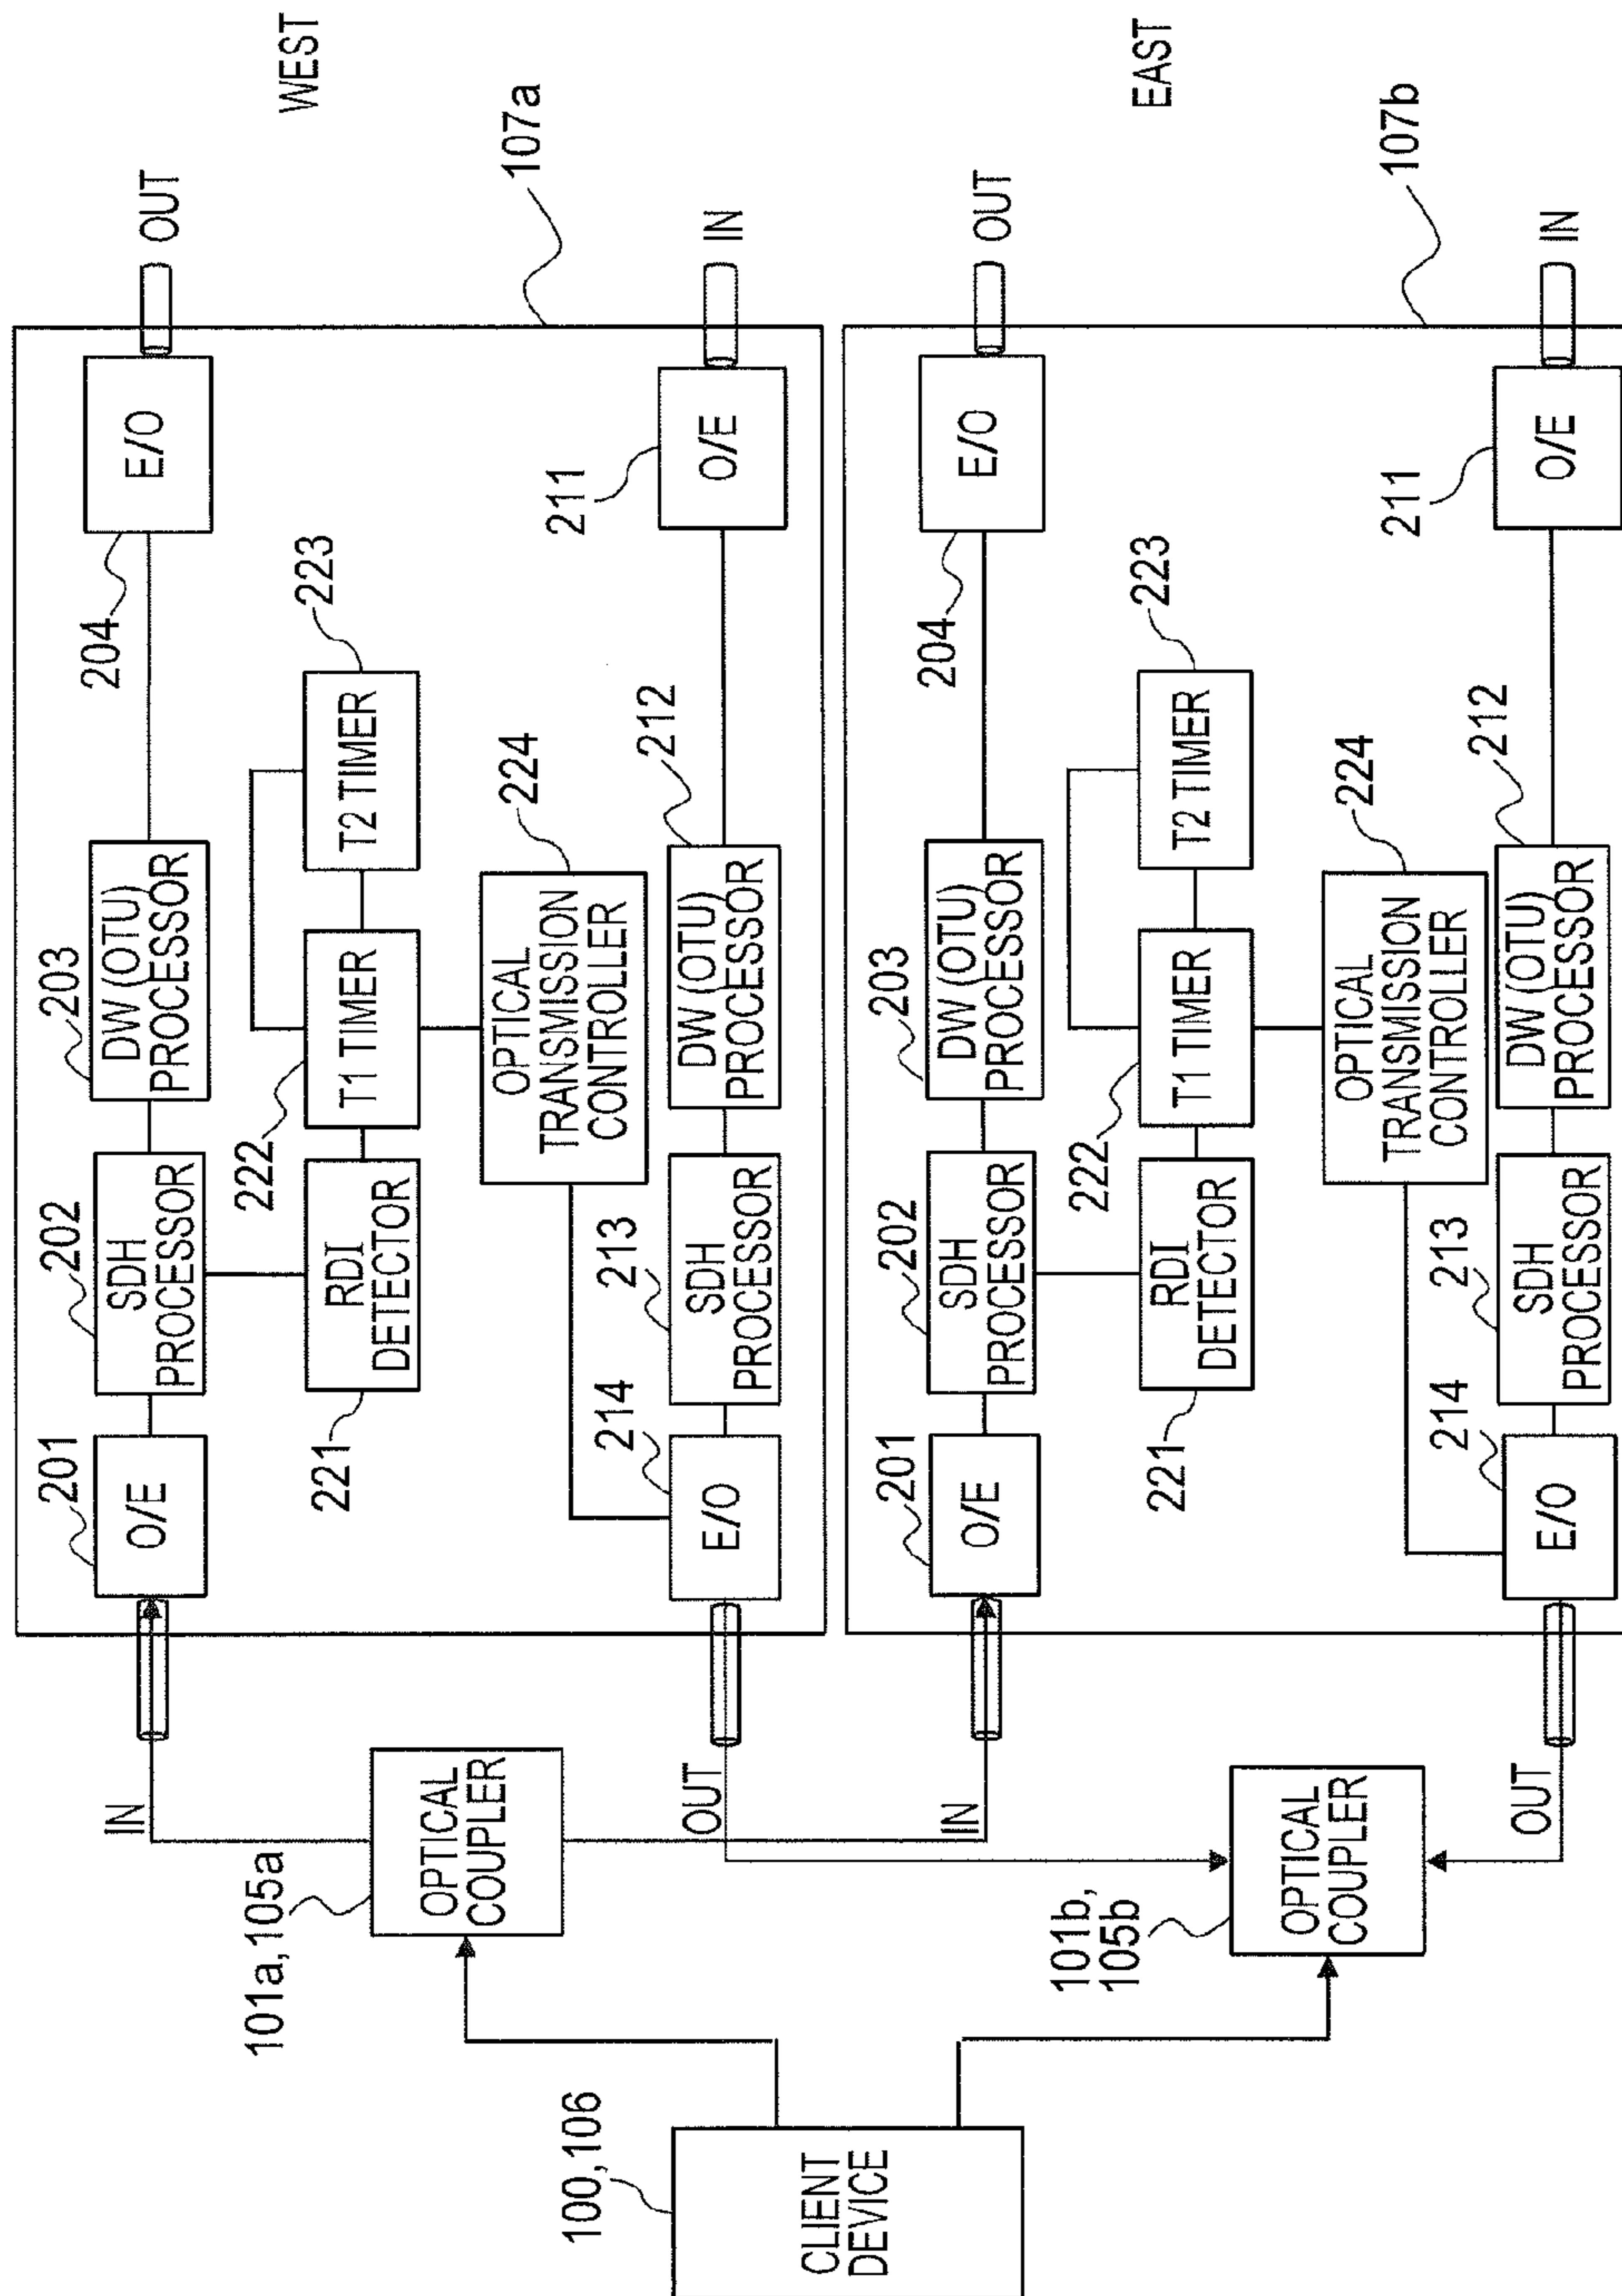 WEST
107a
OUT
E/O
204
DW (OTU)
PROCESSOR
203
SDH
PROCESSOR
202
O/E
201
IN
T2 TIMER
223
T1 TIMER
222
RDI
DETECTOR
221
OPTICAL
TRANSMISSION
CONTROLLER
224
IN
O/E
211
DW (OTU)
PROCESSOR
212
SDH
PROCESSOR
213
E/O
214
OUT
OPTICAL
COUPLER
101a,105a
EAST
107b
OUT
E/O
204
DW (OTU)
PROCESSOR
203
SDH
PROCESSOR
202
O/E
201
IN
T2 TIMER
223
T1 TIMER
222
RDI
DETECTOR
221
OPTICAL
TRANSMISSION
CONTROLLER
224
IN
O/E
211
DW (OTU)
PROCESSOR
212
SDH
PROCESSOR
213
E/O
214
OUT
OPTICAL
COUPLER
101b,
105b
CLIENT
DEVICE
100,106